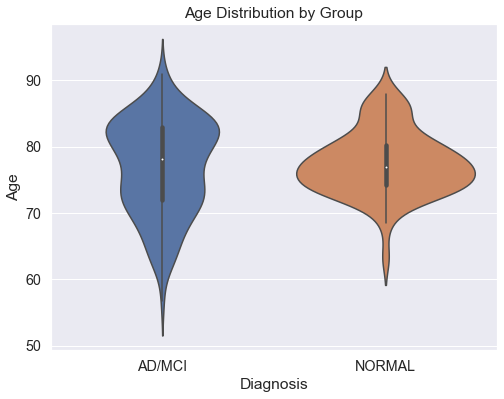 Age Distribution by Group
90
80
70
60
50
Age
AD/MCI
NORMAL
Diagnosis